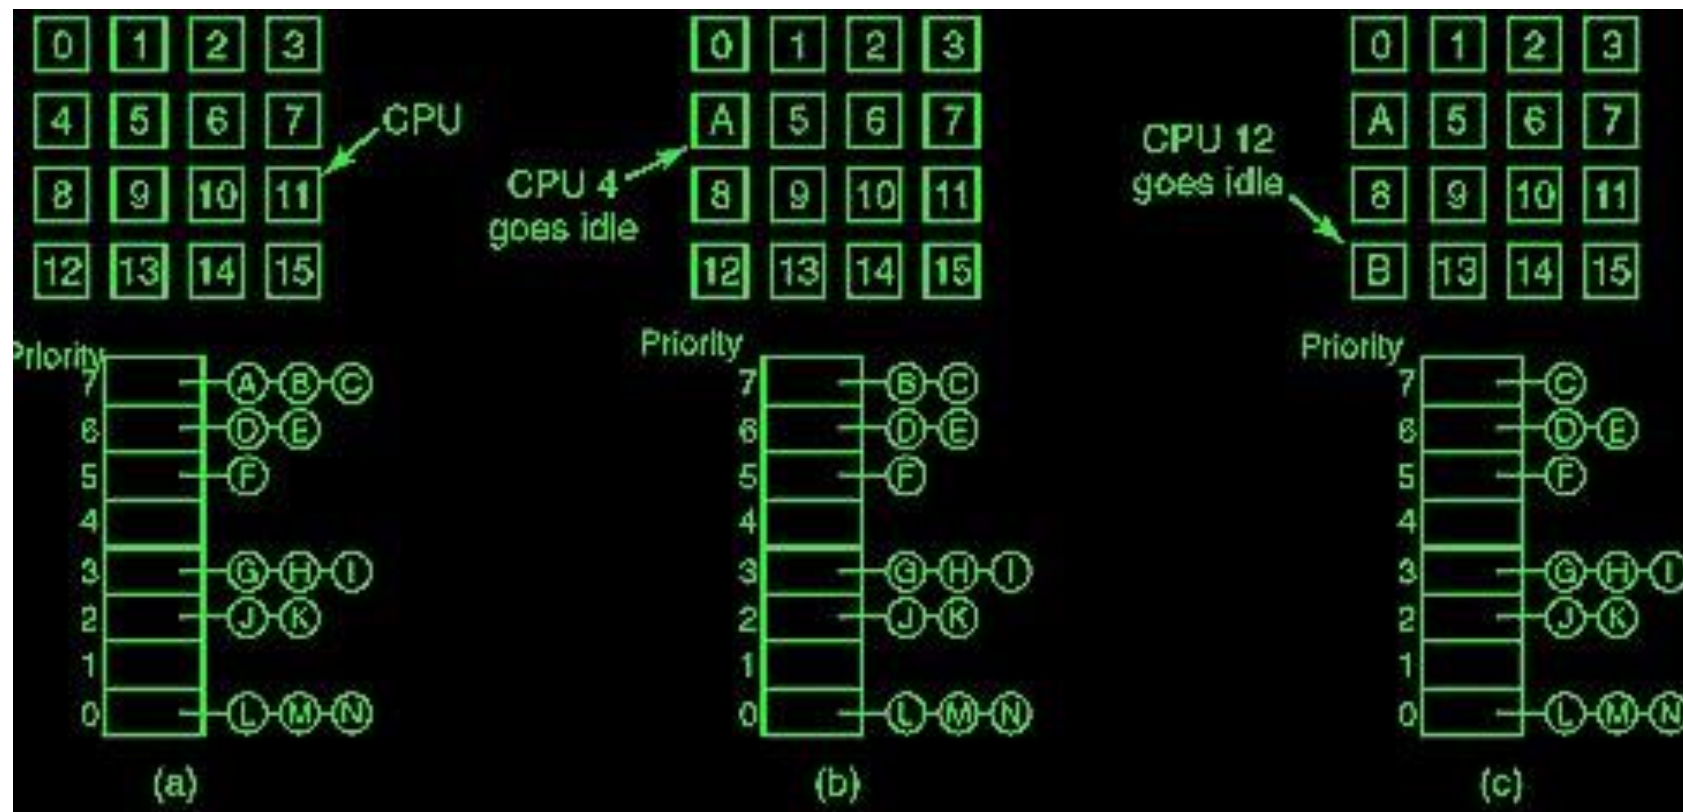 0 1 2 3
4 5 6 7
8 9 10 11
12 13 14 15
CPU
Priority
7 A B C
6 D E
5 F
4
3 G H I
2 J K
1
0 L M N
(a)
0 1 2 3
A 5 6 7
8 9 10 11
12 13 14 15
CPU 4
goes idle
Priority
7 B C
6 D E
5 F
4
3 G H I
2 J K
1
0 L M N
(b)
0 1 2 3
A 5 6 7
8 9 10 11
B 13 14 15
CPU 12
goes idle
Priority
7 C
6 D E
5 F
4
3 G H I
2 J K
1
0 L M N
(c)